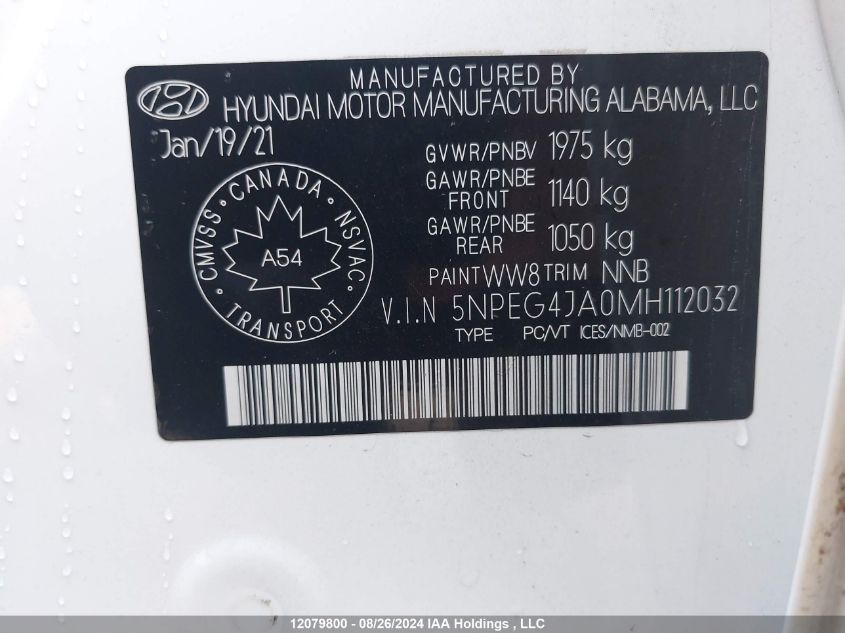 MANUFACTURED BY
HYUNDAI MOTOR MANUFACTURING ALABAMA, LLC
Jan/19/21
GVWR/PNBV 1975 kg
GAWR/PNBE FRONT 1140 kg
GAWR/PNBE REAR 1050 kg
PAINT WW8 TRIM NNB
V.I.N 5NPEG4JA0MH112032
TYPE PC/VT ICES/NMB-002
CANADA
CMVSS NSVAC
A54
TRANSPORT
12079800 - 08/26/2024 IAA Holdings , LLC